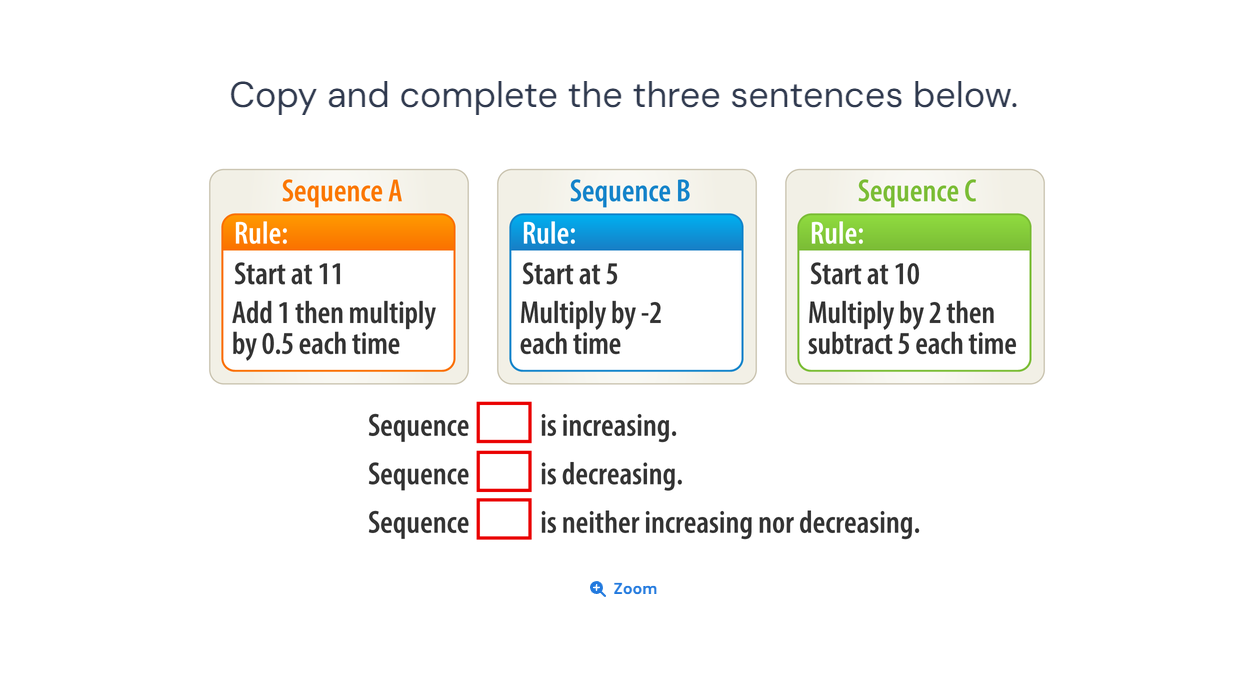 Copy and complete the three sentences below.
Sequence A
Rule:
Start at 11
Add 1 then multiply
by 0.5 each time
Sequence B
Rule:
Start at 5
Multiply by -2
each time
Sequence C
Rule:
Start at 10
Multiply by 2 then
subtract 5 each time
Sequence is increasing.
Sequence is decreasing.
Sequence is neither increasing nor decreasing.
Zoom